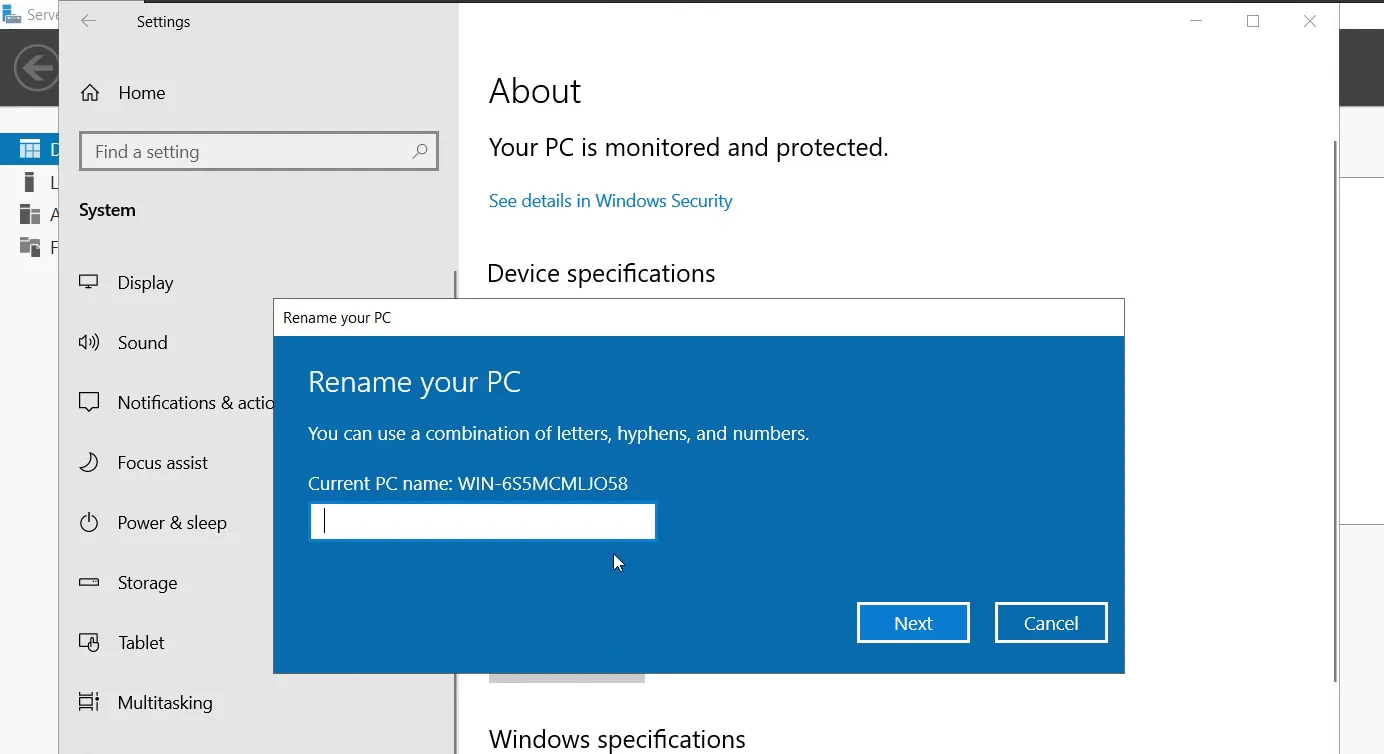 Serve
Settings
Home
Find a setting
System
Display
Sound
Notifications & actio
Focus assist
Power & sleep
Storage
Tablet
Multitasking
D
L
A
F
About
Your PC is monitored and protected.
See details in Windows Security
Device specifications
Rename your PC
Rename your PC
You can use a combination of letters, hyphens, and numbers.
Current PC name: WIN-6S5MCMLJO58
Next
Cancel
Windows specifications